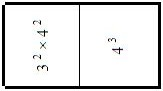 3² × 4²
4³